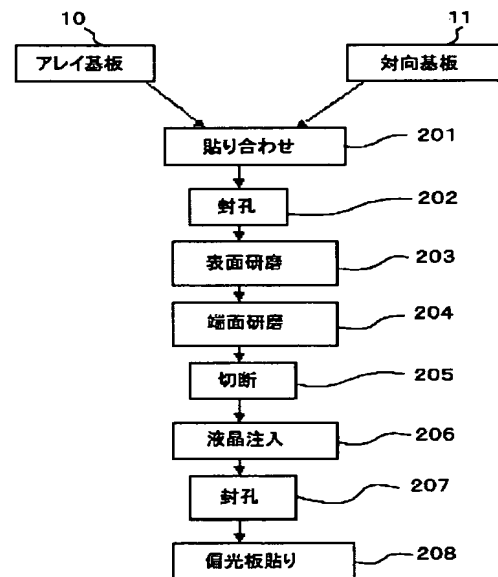 10
11
アレイ基板
対向基板
貼り合わせ
201
封孔
202
表面研磨
203
端面研磨
204
切断
205
液晶注入
206
封孔
207
偏光板貼り
208